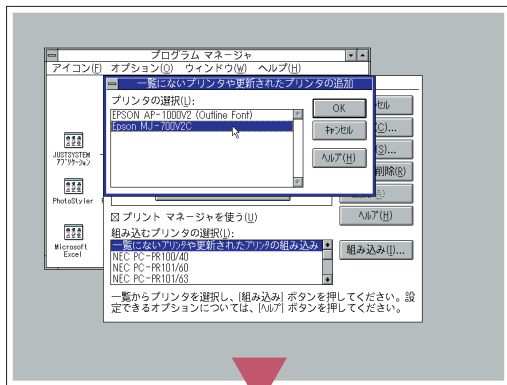 プログラム マネージャ
アイコン(F) オプション(O) ウィンドウ(W) ヘルプ(H)
一覧にないプリンタや更新されたプリンタの追加
プリンタの選択(L):
EPSON AP-1000V2 (Outline Font)
Epson MJ-700V2C
OK
キャンセル
ヘルプ(H)
セル
(C)...
(S)...
削除(R)
JUSTSYSTEM
アプリケーション
PhotoStyler
Microsoft
Excel
プリント マネージャを使う(U)
ヘルプ(H)
組み込むプリンタの選択(L):
一覧にないプリンタや更新されたプリンタの組み込み
NEC PC-PR100/40
NEC PC-PR101/60
NEC PC-PR101/63
組み込み(I)...
一覧からプリンタを選択し、[組み込み] ボタンを押してください。設
定できるオプションについては、[ヘルプ] ボタンを押してください。